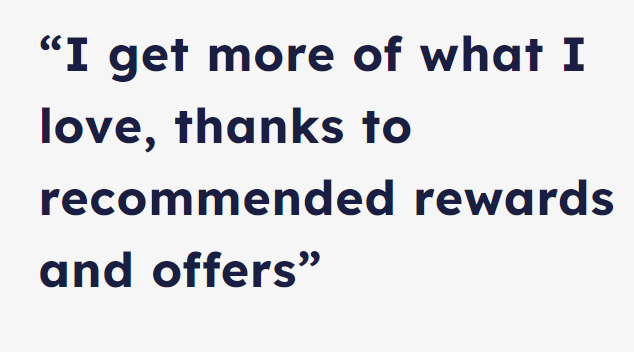 “I get more of what I
love, thanks to
recommended rewards
and offers”